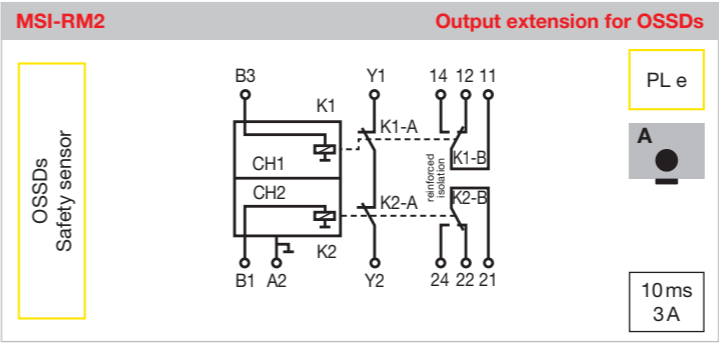 MSI-RM2
Output extension for OSSDs
OSSDs
Safety sensor
B3
Y1
14 12 11
K1
K1-A
CH1
K1-B
reinforced
isolation
CH2
K2-A
K2-B
K2
B1 A2
Y2
24 22 21
PL e
A
10 ms
3 A